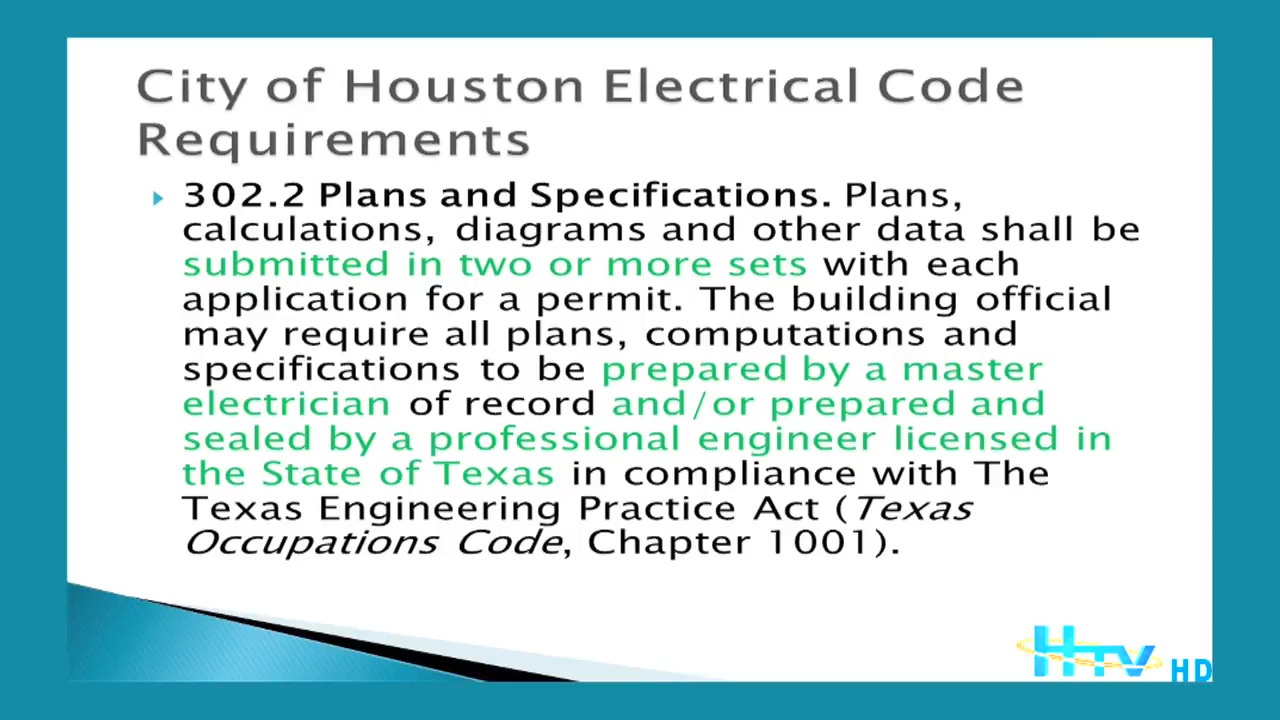 City of Houston Electrical Code
Requirements
302.2 Plans and Specifications. Plans,
calculations, diagrams and other data shall be
submitted in two or more sets with each
application for a permit. The building official
may require all plans, computations and
specifications to be prepared by a master
electrician of record and/or prepared and
sealed by a professional engineer licensed in
the State of Texas in compliance with The
Texas Engineering Practice Act (Texas
Occupations Code, Chapter 1001).
HTV HD